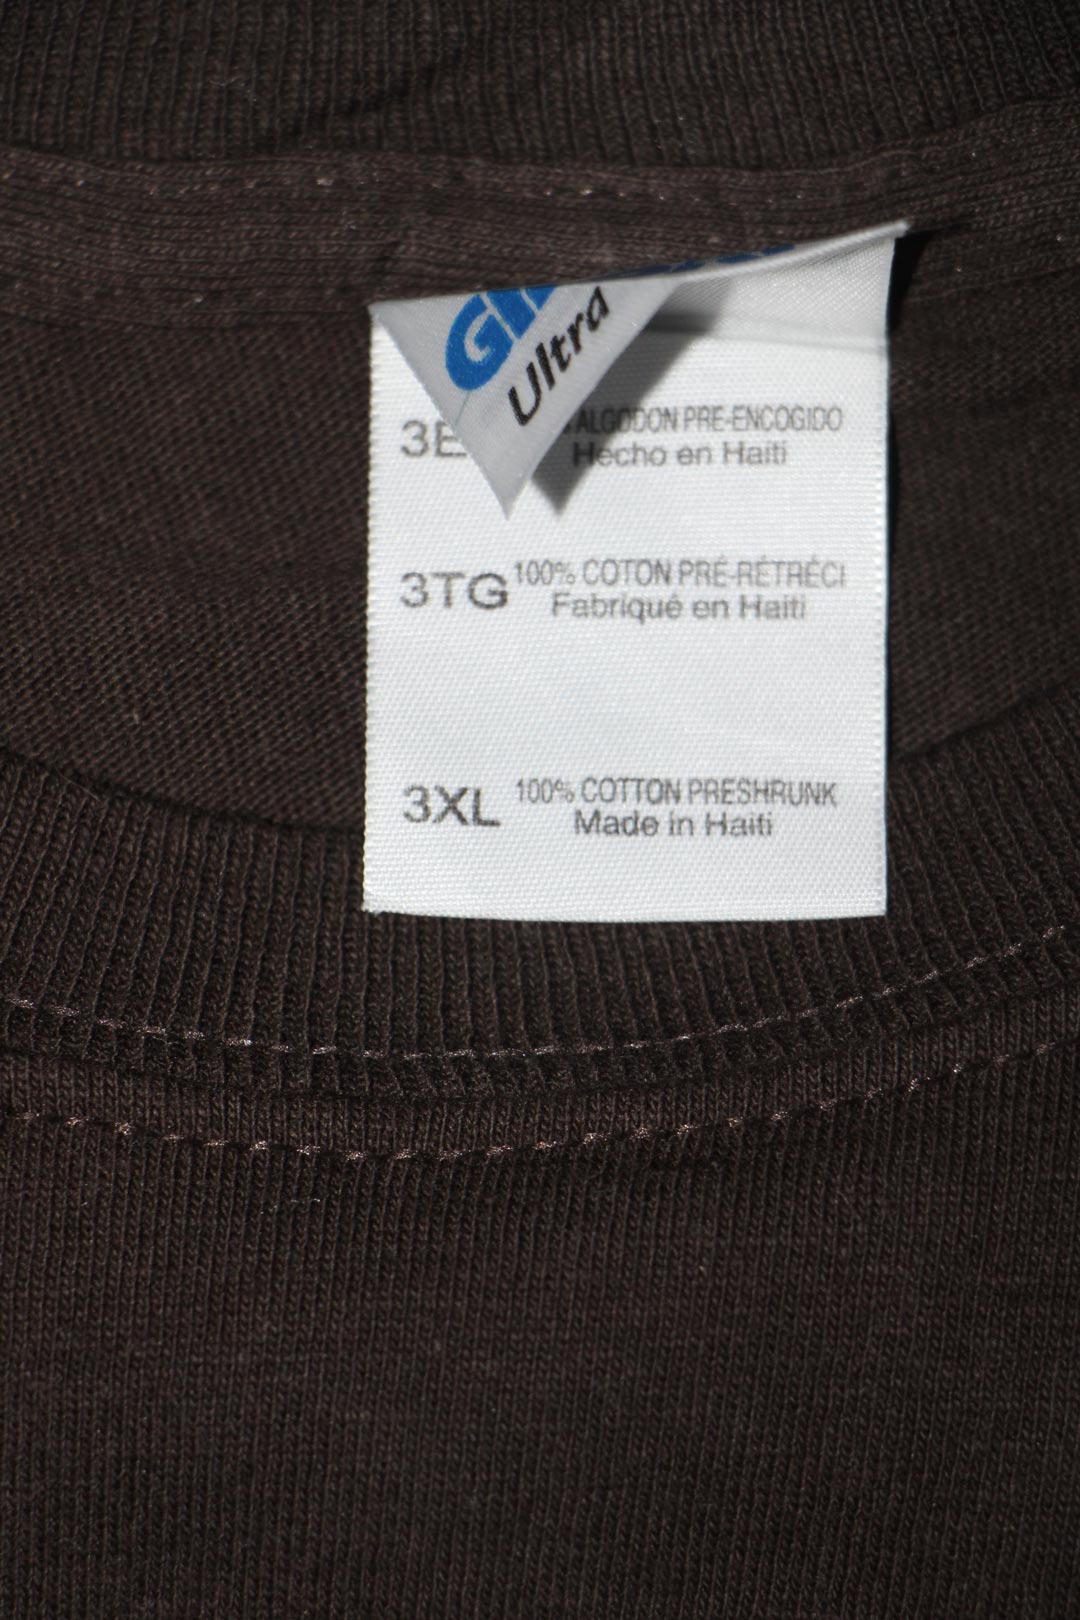 Ultra
3E ALGODON PRE-ENCOGIDO
Hecho en Haiti
3TG 100% COTON PRÉ-RÉTRÉCI
Fabriqué en Haiti
3XL 100% COTTON PRESHRUNK
Made in Haiti